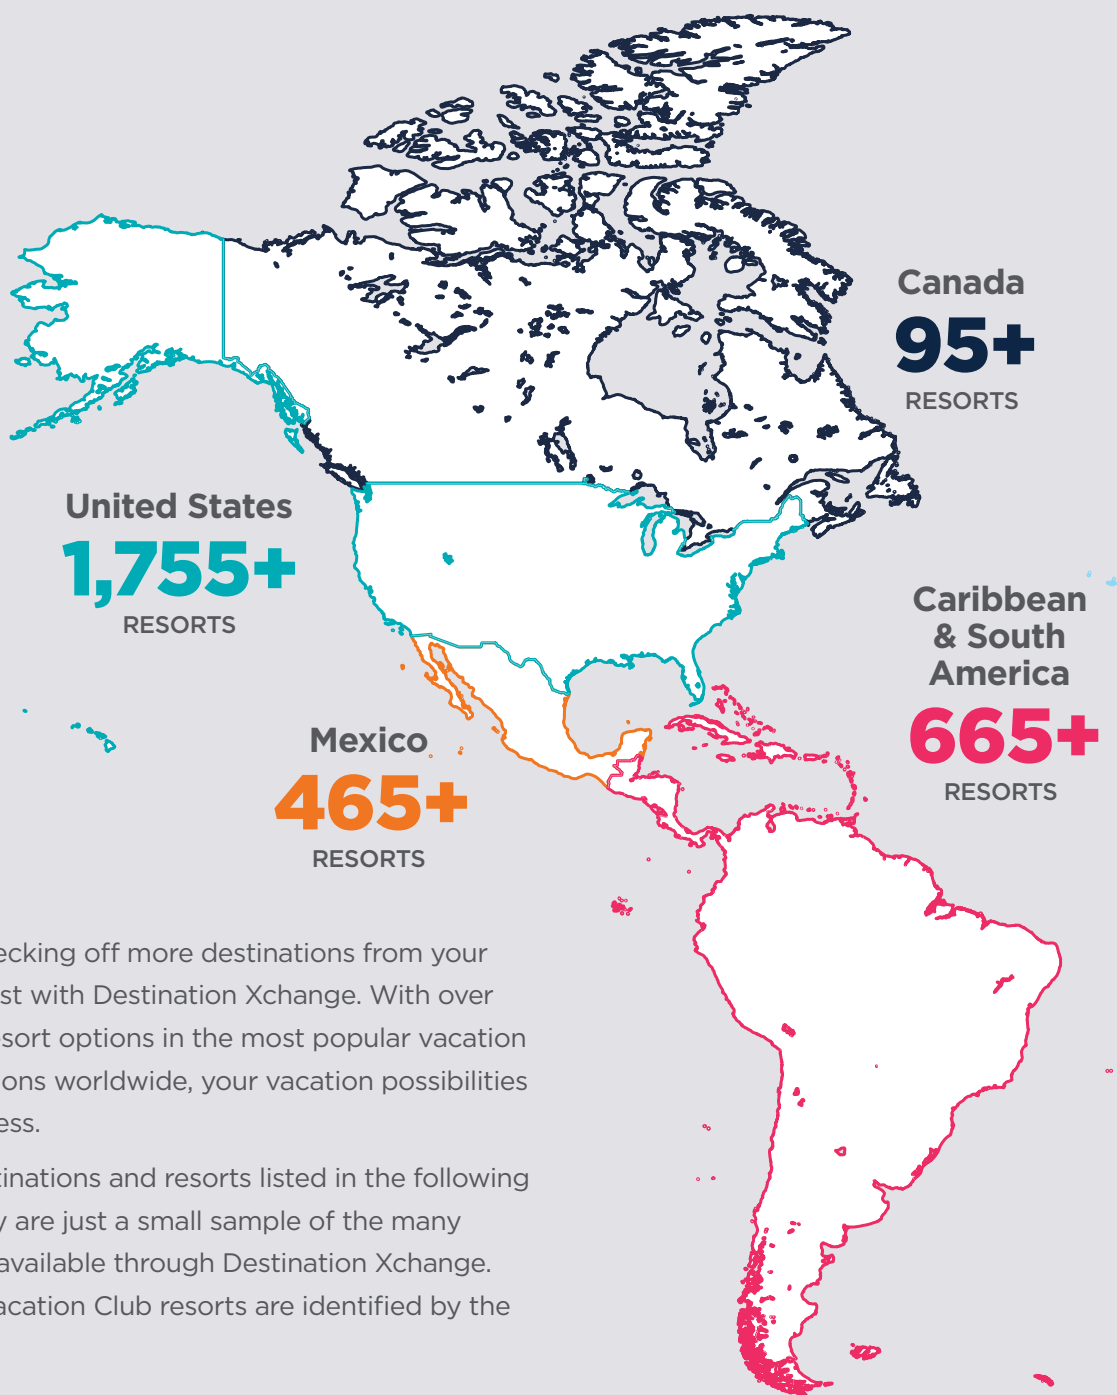 Canada
95+
RESORTS
United States
1,755+
RESORTS
Caribbean
& South
America
665+
RESORTS
Mexico
465+
RESORTS
ecking off more destinations from your
st with Destination Xchange. With over
esort options in the most popular vacation
ions worldwide, your vacation possibilities
ess.
tinations and resorts listed in the following
y are just a small sample of the many
available through Destination Xchange.
acation Club resorts are identified by the